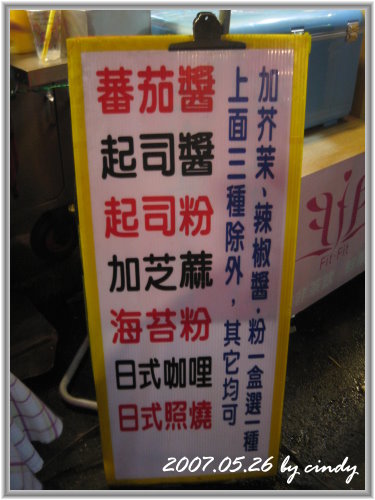 蕃茄醬
起司醬
起司粉
加芝蔴
海苔粉
日式咖哩
日式照燒
加芥茉、辣椒醬・粉一盒選一種
上面三種除外，其它均可
Fit-Fit
2007.05.26 by cindy